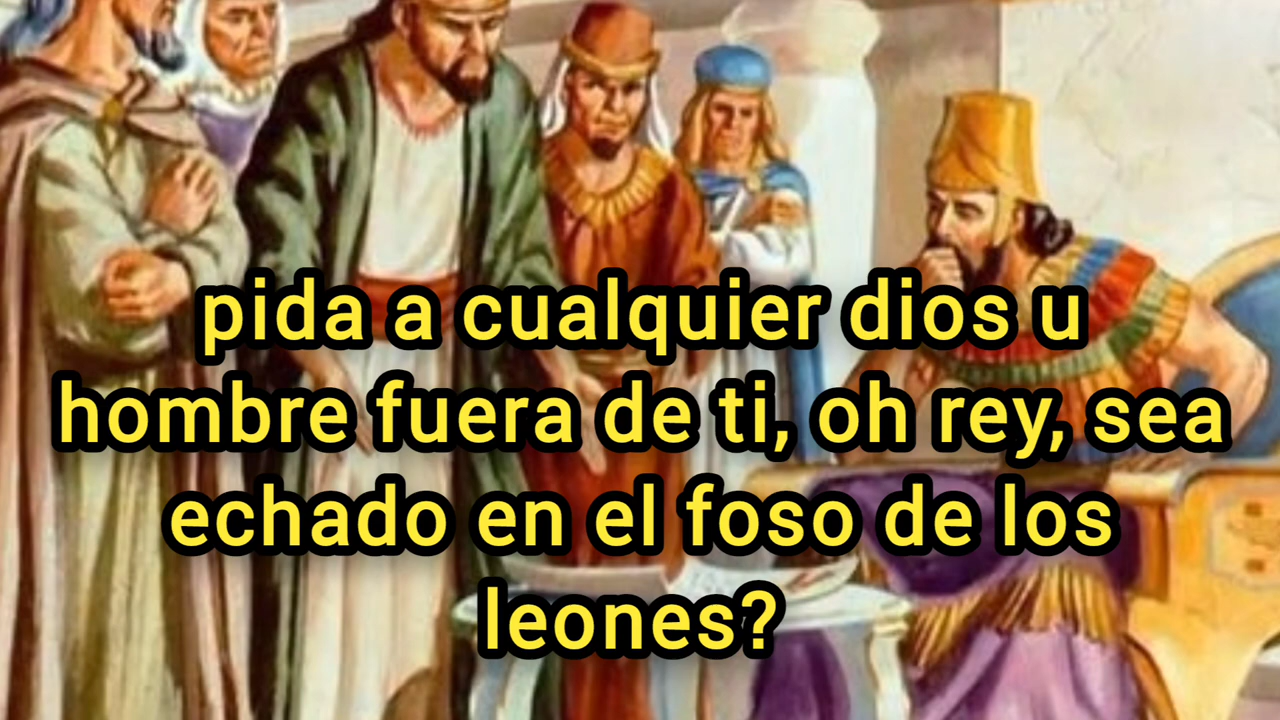 pida a cualquier dios u
hombre fuera de ti, oh rey, sea
echado en el foso de los
leones?